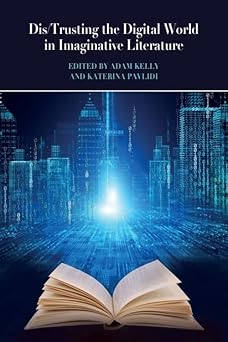 Dis/Trusting the Digital World
in Imaginative Literature
EDITED BY ADAM KELLY
AND KATERINA PAVLIDI